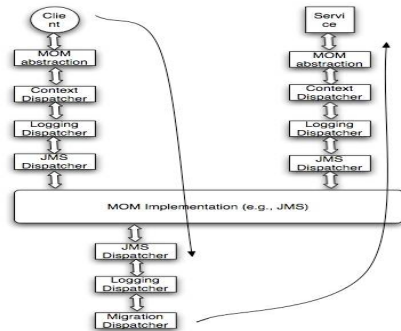 Clie
nt
MOM
abstraction
Context
Dispatcher
Logging
Dispatcher
JMS
Dispatcher
Servi
ce
MOM
abstraction
Context
Dispatcher
Logging
Dispatcher
JMS
Dispatcher
MOM Implementation (e.g., JMS)
JMS
Dispatcher
Logging
Dispatcher
Migration
Dispatcher